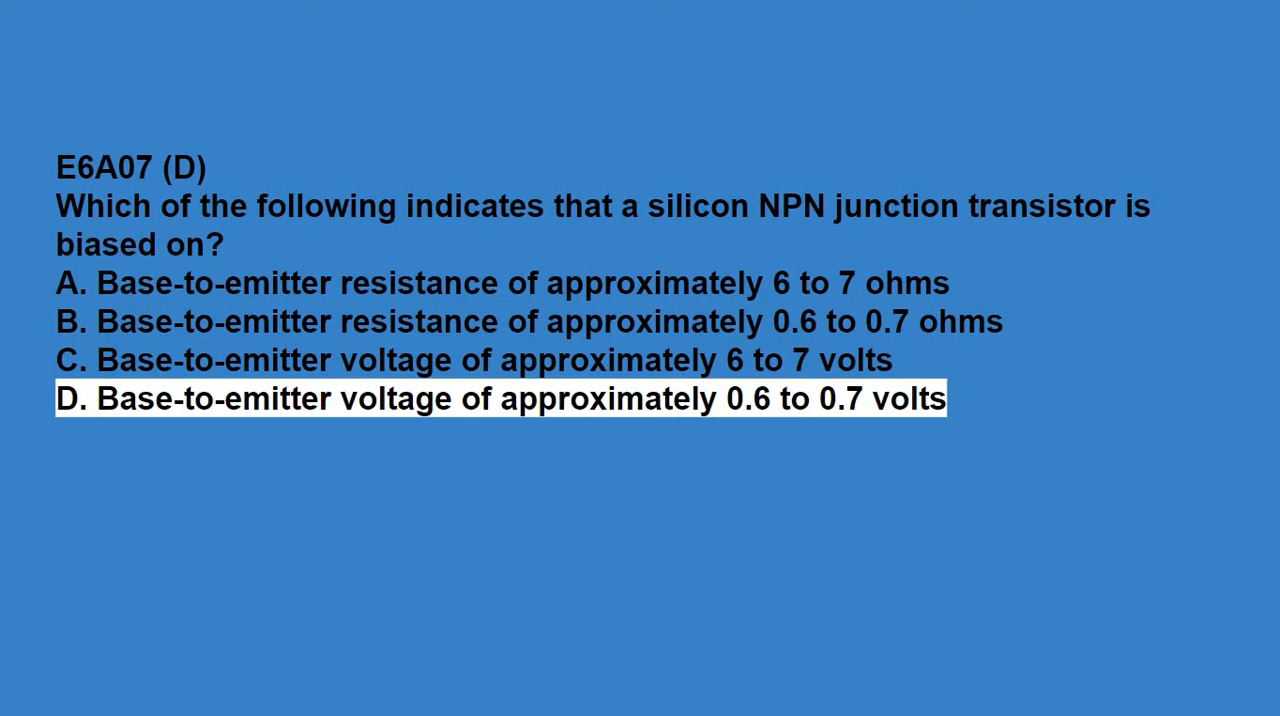 E6A07 (D)
Which of the following indicates that a silicon NPN junction transistor is
biased on?
A. Base-to-emitter resistance of approximately 6 to 7 ohms
B. Base-to-emitter resistance of approximately 0.6 to 0.7 ohms
C. Base-to-emitter voltage of approximately 6 to 7 volts
D. Base-to-emitter voltage of approximately 0.6 to 0.7 volts